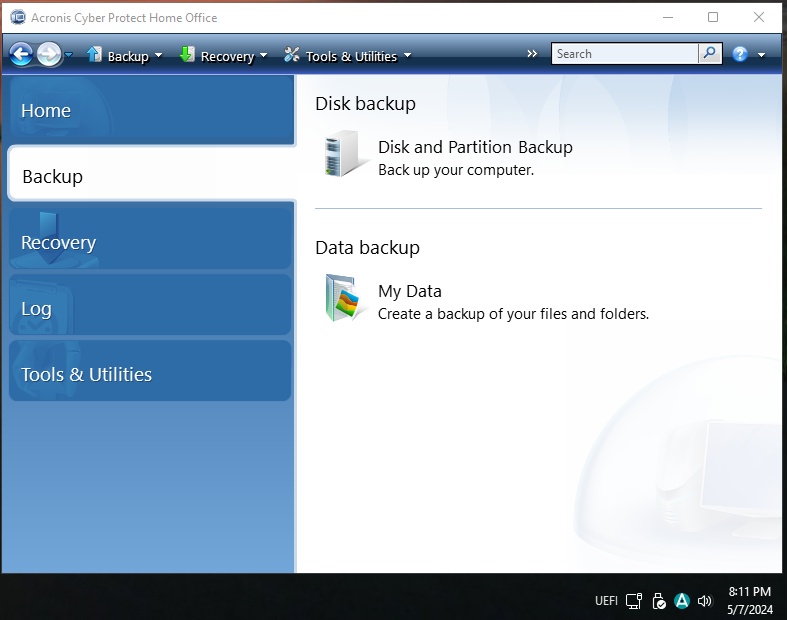 Acronis Cyber Protect Home Office
Backup Recovery Tools & Utilities » Search
Home
Backup
Recovery
Log
Tools & Utilities
Disk backup
Disk and Partition Backup
Back up your computer.
Data backup
My Data
Create a backup of your files and folders.
UEFI
8:11 PM
5/7/2024